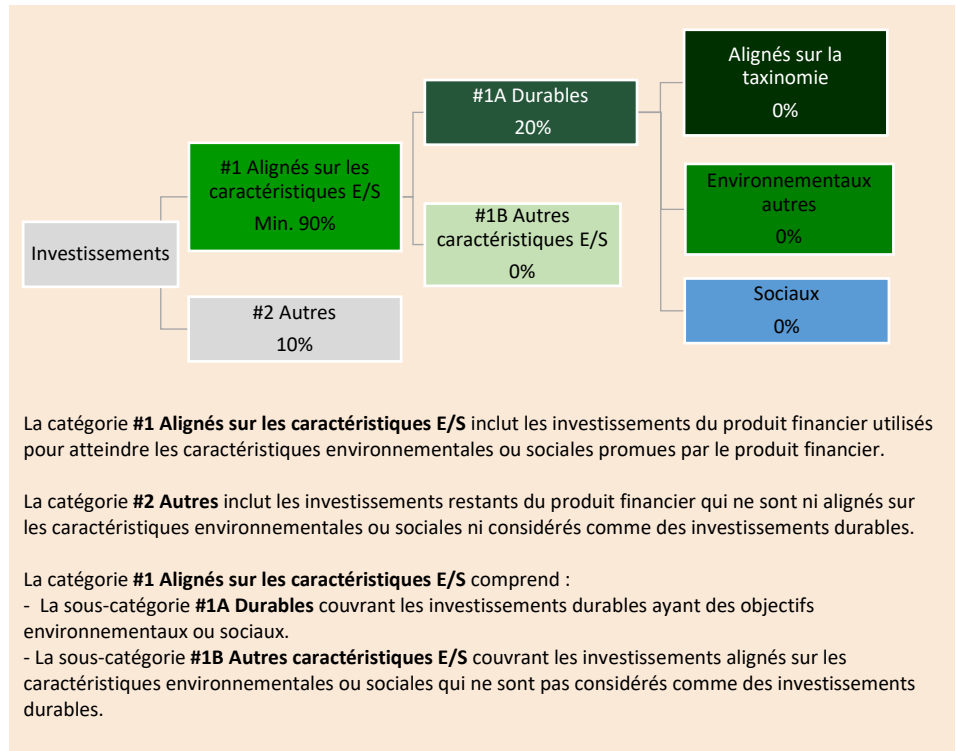 Investissements
#1 Alignés sur les
caractéristiques E/S
Min. 90%
#2 Autres
10%
#1A Durables
20%
#1B Autres
caractéristiques E/S
0%
Alignés sur la
taxinomie
0%
Environnementaux
autres
0%
Sociaux
0%
La catégorie #1 Alignés sur les caractéristiques E/S inclut les investissements du produit financier utilisés
pour atteindre les caractéristiques environnementales ou sociales promues par le produit financier.
La catégorie #2 Autres inclut les investissements restants du produit financier qui ne sont ni alignés sur
les caractéristiques environnementales ou sociales ni considérés comme des investissements durables.
La catégorie #1 Alignés sur les caractéristiques E/S comprend :
- La sous-catégorie #1A Durables couvrant les investissements durables ayant des objectifs
environnementaux ou sociaux.
- La sous-catégorie #1B Autres caractéristiques E/S couvrant les investissements alignés sur les
caractéristiques environnementales ou sociales qui ne sont pas considérés comme des investissements
durables.